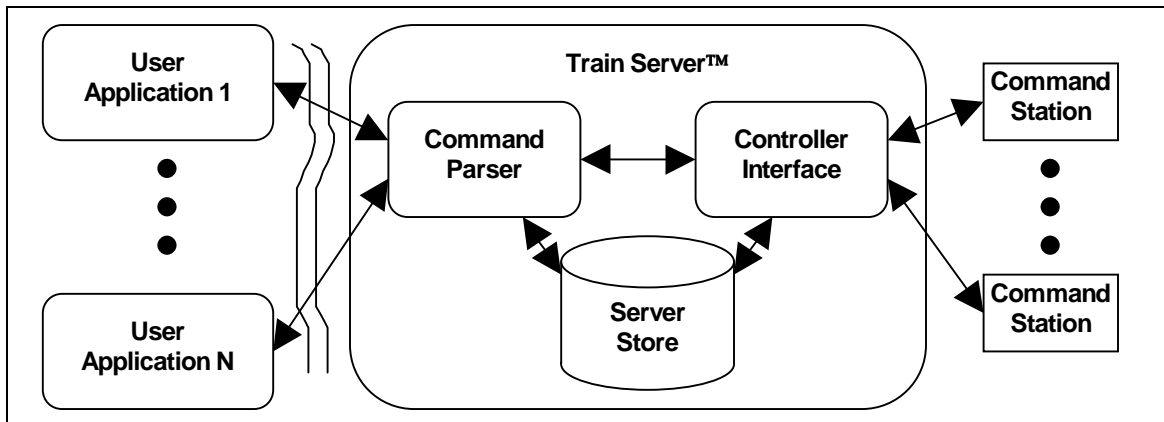 User
Application 1
Train Server™
Command
Station
Command
Parser
Controller
Interface
User
Application N
Server
Store
Command
Station